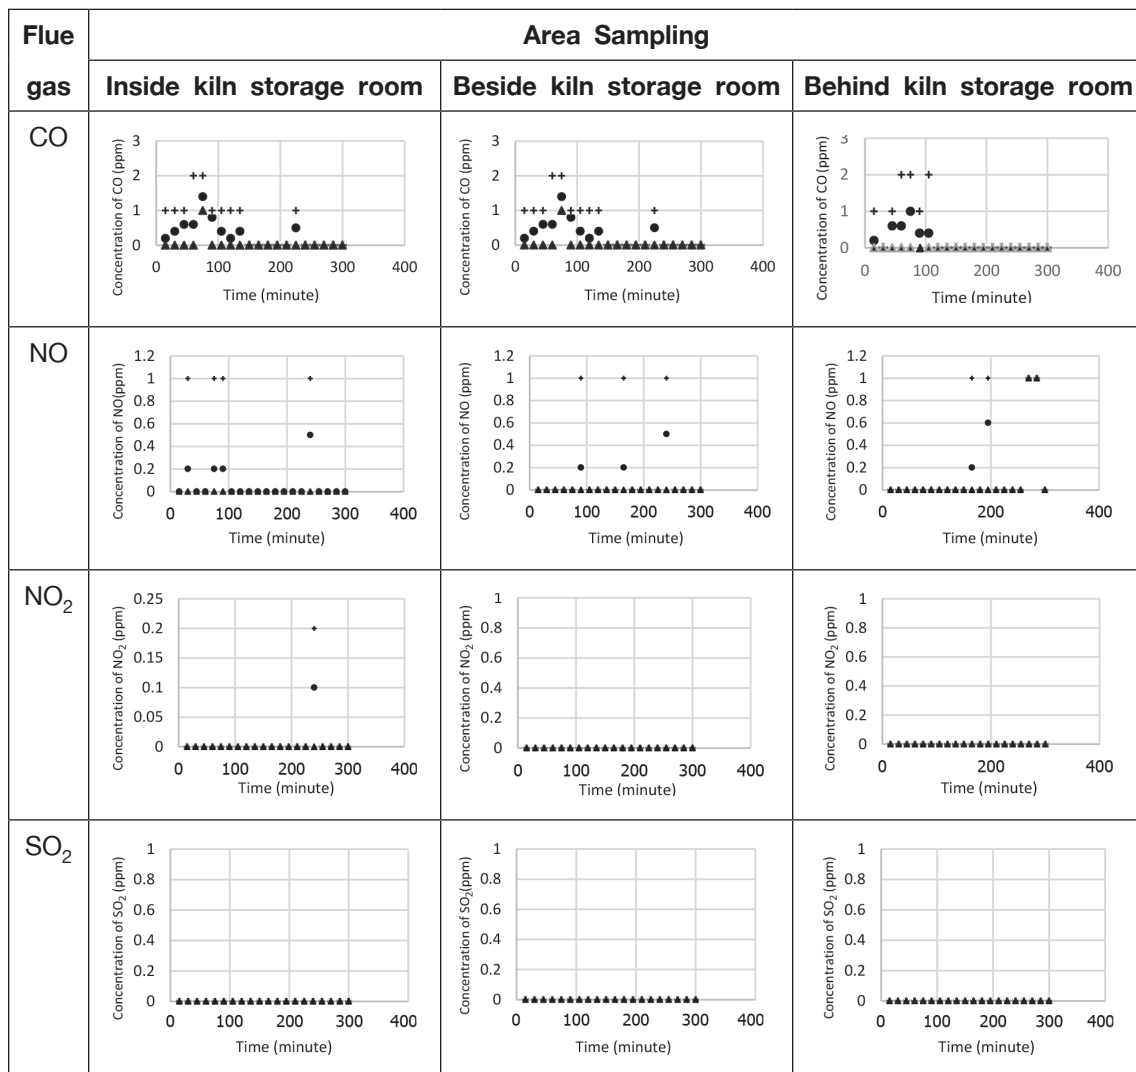 Flue gas
Area Sampling
Inside kiln storage room
Beside kiln storage room
Behind kiln storage room
CO
Concentration of CO (ppm)
3
2
1
0
0 100 200 300 400
Time (minute)
Concentration of CO (ppm)
3
2
1
0
0 100 200 300 400
Time (minute)
Concentration of CO (ppm)
3
2
1
0
0 100 200 300 400
Time (minute)
NO
Concentration of NO(ppm)
1.2
1
0.8
0.6
0.4
0.2
0
0 100 200 300 400
Time (minute)
Concentration of NO (ppm)
1.2
1
0.8
0.6
0.4
0.2
0
0 100 200 300 400
Time (minute)
Concentration of NO (ppm)
1.2
1
0.8
0.6
0.4
0.2
0
0 200 400
Time (minute)
NO₂
Concentration of NO₂ (ppm)
0.25
0.2
0.15
0.1
0.05
0
0 100 200 300 400
Time (minute)
Concentration of NO₂ (ppm)
1
0.8
0.6
0.4
0.2
0
0 100 200 300 400
Time (minute)
Concentration of NO₂ (ppm)
1
0.8
0.6
0.4
0.2
0
0 200 400
Time (minute)
SO₂
Concentration of SO₂ (ppm)
1
0.8
0.6
0.4
0.2
0
0 100 200 300 400
Time (minute)
Concentration of SO₂(ppm)
1
0.8
0.6
0.4
0.2
0
0 100 200 300 400
Time (minute)
Concentration of SO₂ (ppm)
1
0.8
0.6
0.4
0.2
0
0 100 200 300 400
Time (minute)